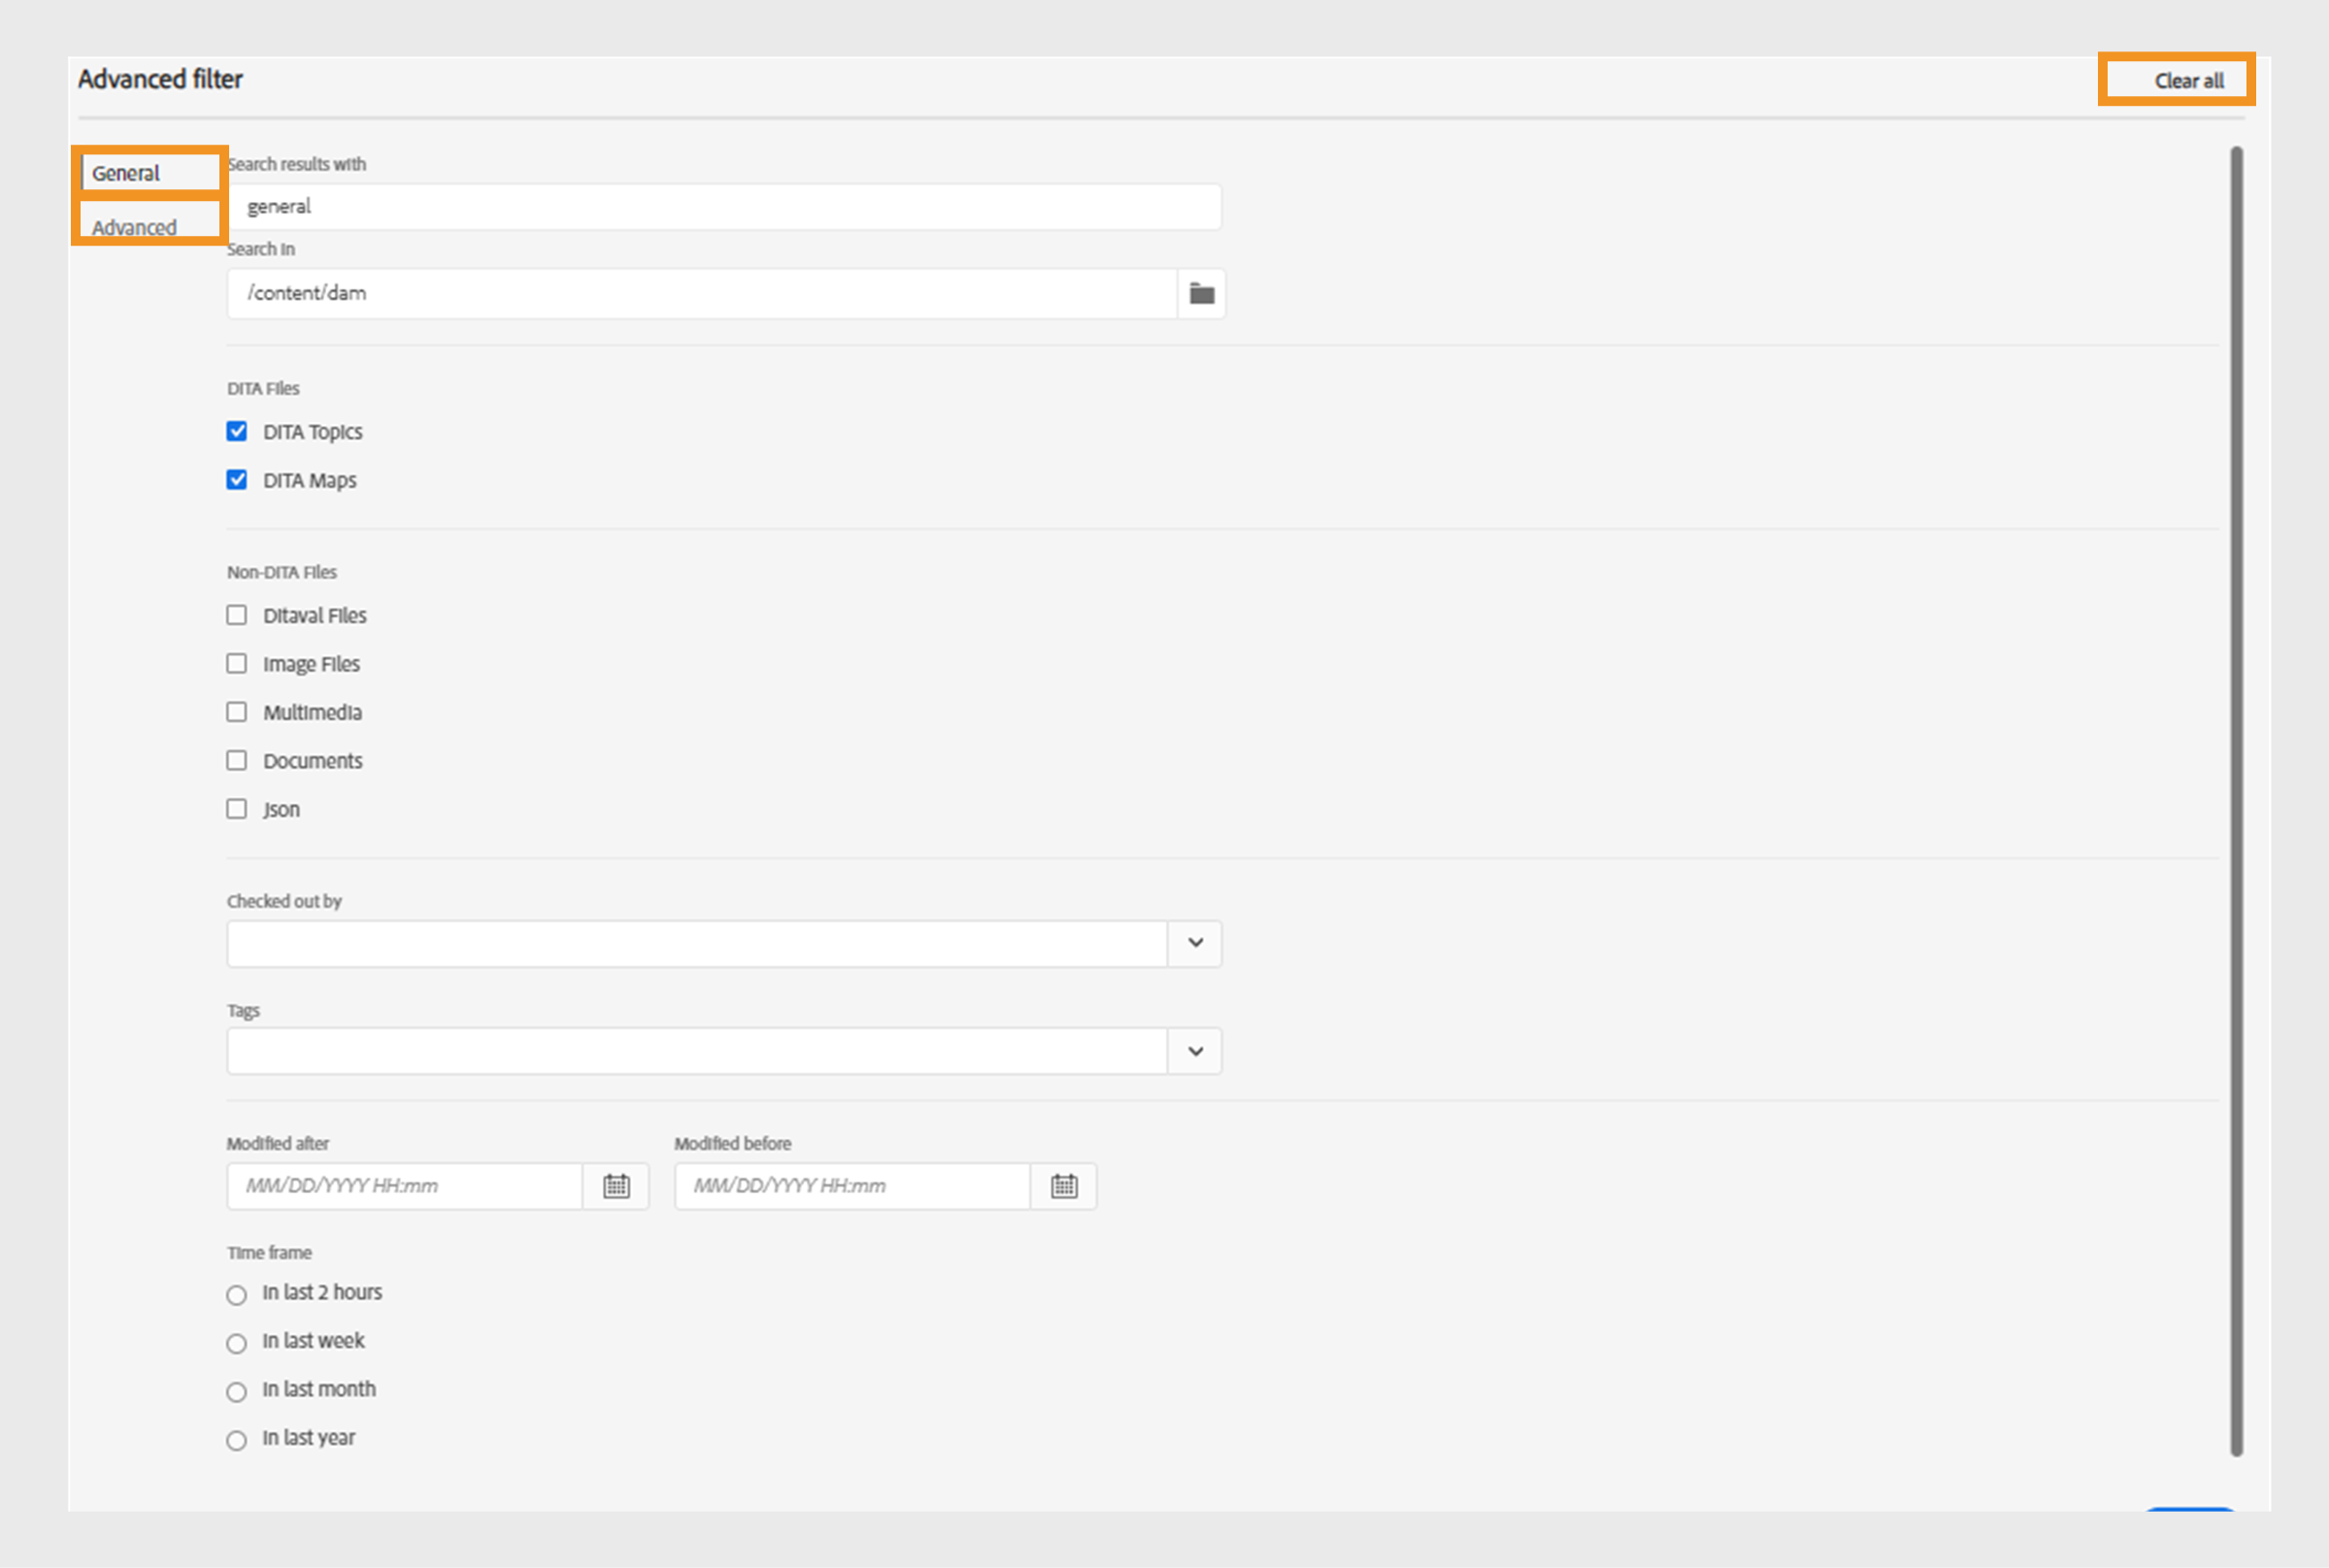 Advanced filter
Clear all
General
Advanced
Search results with
general
Search In
/content/dam
DITA Files
DITA Topics
DITA Maps
Non-DITA Files
Ditaval Files
Image Files
Multimedia
Documents
Json
Checked out by
Tags
Modified after
Modified before
MM/DD/YYYY HH:mm
MM/DD/YYYY HH:mm
Time frame
In last 2 hours
In last week
In last month
In last year